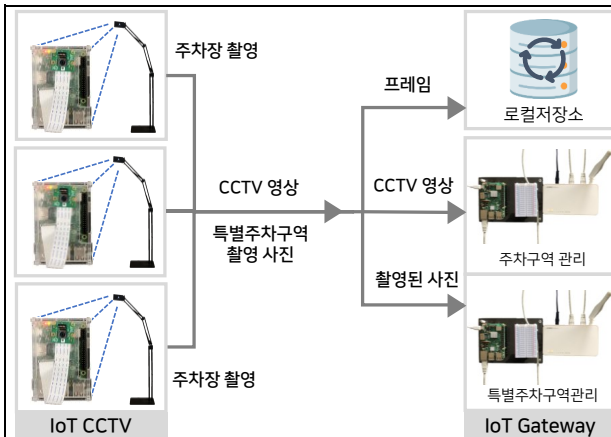 주차장 촬영
주차장 촬영
IoT CCTV
CCTV 영상
특별주차구역
촬영 사진
프레임
CCTV 영상
촬영된 사진
로컬저장소
주차구역 관리
특별주차구역관리
IoT Gateway